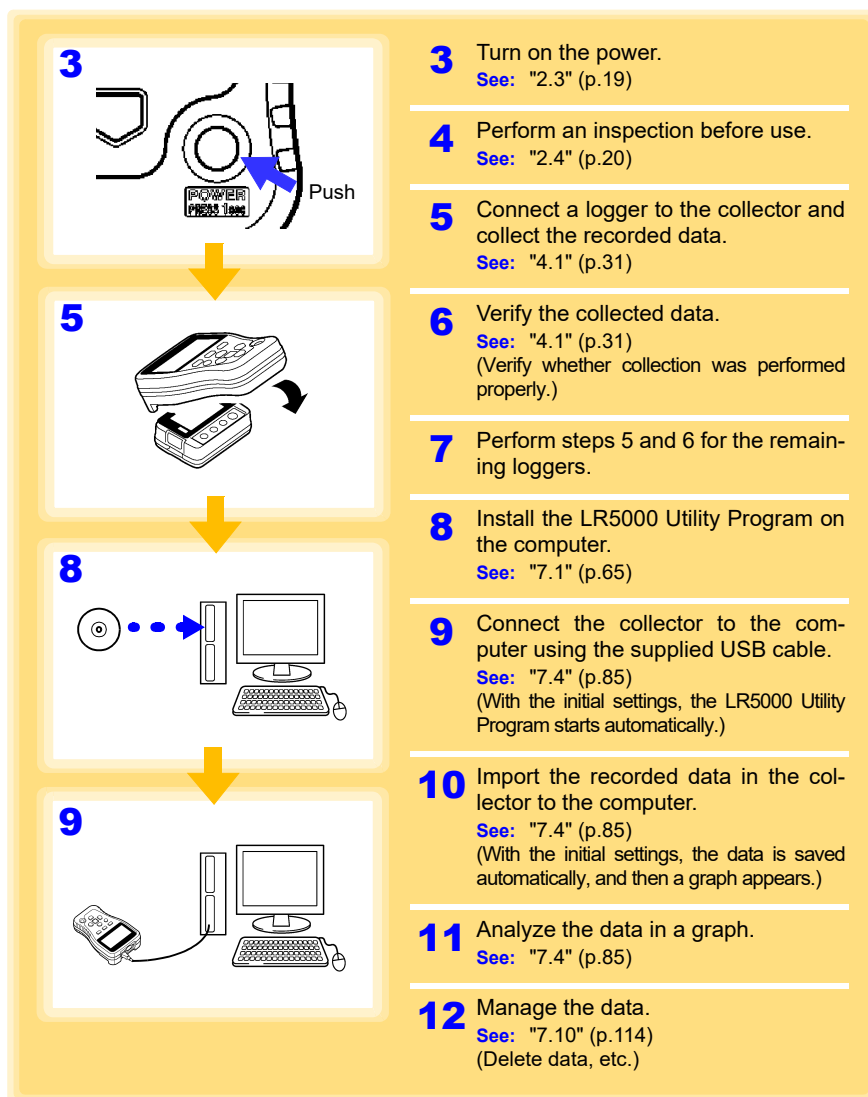 3
Push
POWER
PRESS 1sec
5
8
9
3 Turn on the power.
See: "2.3" (p.19)
4 Perform an inspection before use.
See: "2.4" (p.20)
5 Connect a logger to the collector and
collect the recorded data.
See: "4.1" (p.31)
6 Verify the collected data.
See: "4.1" (p.31)
(Verify whether collection was performed
properly.)
7 Perform steps 5 and 6 for the remain-
ing loggers.
8 Install the LR5000 Utility Program on
the computer.
See: "7.1" (p.65)
9 Connect the collector to the com-
puter using the supplied USB cable.
See: "7.4" (p.85)
(With the initial settings, the LR5000 Utility
Program starts automatically.)
10 Import the recorded data in the col-
lector to the computer.
See: "7.4" (p.85)
(With the initial settings, the data is saved
automatically, and then a graph appears.)
11 Analyze the data in a graph.
See: "7.4" (p.85)
12 Manage the data.
See: "7.10" (p.114)
(Delete data, etc.)